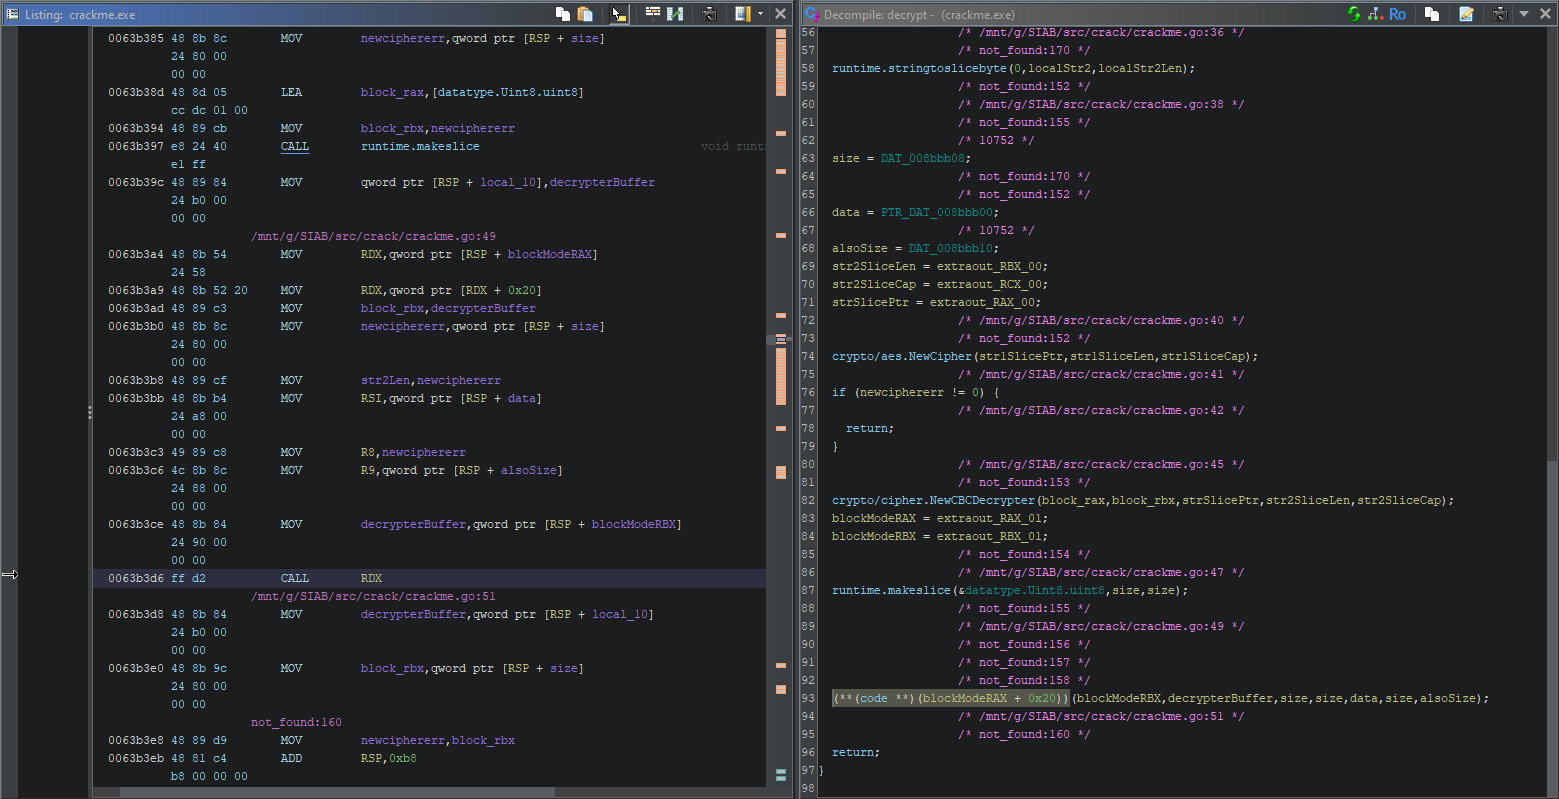 Listing: crackme.exe
0063b385 48 8b 8c MOV newciphererr,qword ptr [RSP + size]
24 80 00
00 00
0063b38d 48 8d 05 LEA block_rax,[datatype.Uint8.uint8]
cc dc 01 00
0063b394 48 89 cb MOV block_rbx,newciphererr
0063b397 e8 24 40 CALL runtime.makeslice void runti
e1 ff
0063b39c 48 89 84 MOV qword ptr [RSP + local_10],decrypterBuffer
24 b0 00
00 00
/mnt/g/SIAB/src/crack/crackme.go:49
0063b3a4 48 8b 54 MOV RDX,qword ptr [RSP + blockModeRAX]
24 58
0063b3a9 48 8b 52 20 MOV RDX,qword ptr [RDX + 0x20]
0063b3ad 48 89 c3 MOV block_rbx,decrypterBuffer
0063b3b0 48 8b 8c MOV newciphererr,qword ptr [RSP + size]
24 80 00
00 00
0063b3b8 48 89 cf MOV str2Len,newciphererr
0063b3bb 48 8b b4 MOV RSI,qword ptr [RSP + data]
24 a8 00
00 00
0063b3c3 49 89 c8 MOV R8,newciphererr
0063b3c6 4c 8b 8c MOV R9,qword ptr [RSP + alsoSize]
24 88 00
00 00
0063b3ce 48 8b 84 MOV decrypterBuffer,qword ptr [RSP + blockModeRBX]
24 90 00
00 00
0063b3d6 ff d2 CALL RDX
/mnt/g/SIAB/src/crack/crackme.go:51
0063b3d8 48 8b 84 MOV decrypterBuffer,qword ptr [RSP + local_10]
24 b0 00
00 00
0063b3e0 48 8b 9c MOV block_rbx,qword ptr [RSP + size]
24 80 00
00 00
not_found:160
0063b3e8 48 89 d9 MOV newciphererr,block_rbx
0063b3eb 48 81 c4 ADD RSP,0xb8
b8 00 00 00
Decompile: decrypt - (crackme.exe)
Ro
56 /* /mnt/g/SIAB/src/crack/crackme.go:36 */
57 /* not_found:170 */
58 runtime.stringtoslicebyte(0,localStr2,localStr2Len);
59 /* not_found:152 */
60 /* /mnt/g/SIAB/src/crack/crackme.go:38 */
61 /* not_found:155 */
62 /* 10752 */
63 size = DAT_008bbb08;
64 /* not_found:170 */
65 /* not_found:152 */
66 data = PTR_DAT_008bbb00;
67 /* 10752 */
68 alsoSize = DAT_008bbb10;
69 str2SliceLen = extraout_RBX_00;
70 str2SliceCap = extraout_RCX_00;
71 strSlicePtr = extraout_RAX_00;
72 /* /mnt/g/SIAB/src/crack/crackme.go:40 */
73 /* not_found:152 */
74 crypto/aes.NewCipher(str1SlicePtr,str1SliceLen,str1SliceCap);
75 /* /mnt/g/SIAB/src/crack/crackme.go:41 */
76 if (newciphererr != 0) {
77 /* /mnt/g/SIAB/src/crack/crackme.go:42 */
78 return;
79 }
80 /* /mnt/g/SIAB/src/crack/crackme.go:45 */
81 /* not_found:153 */
82 crypto/cipher.NewCBCDecrypter(block_rax,block_rbx,strSlicePtr,str2SliceLen,str2SliceCap);
83 blockModeRAX = extraout_RAX_01;
84 blockModeRBX = extraout_RBX_01;
85 /* not_found:154 */
86 /* /mnt/g/SIAB/src/crack/crackme.go:47 */
87 runtime.makeslice(&datatype.Uint8.uint8,size,size);
88 /* not_found:155 */
89 /* /mnt/g/SIAB/src/crack/crackme.go:49 */
90 /* not_found:156 */
91 /* not_found:157 */
92 /* not_found:158 */
93 (**(code **)(blockModeRAX + 0x20))(blockModeRBX,decrypterBuffer,size,size,data,size,alsoSize);
94 /* /mnt/g/SIAB/src/crack/crackme.go:51 */
95 /* not_found:160 */
96 return;
97 }
98